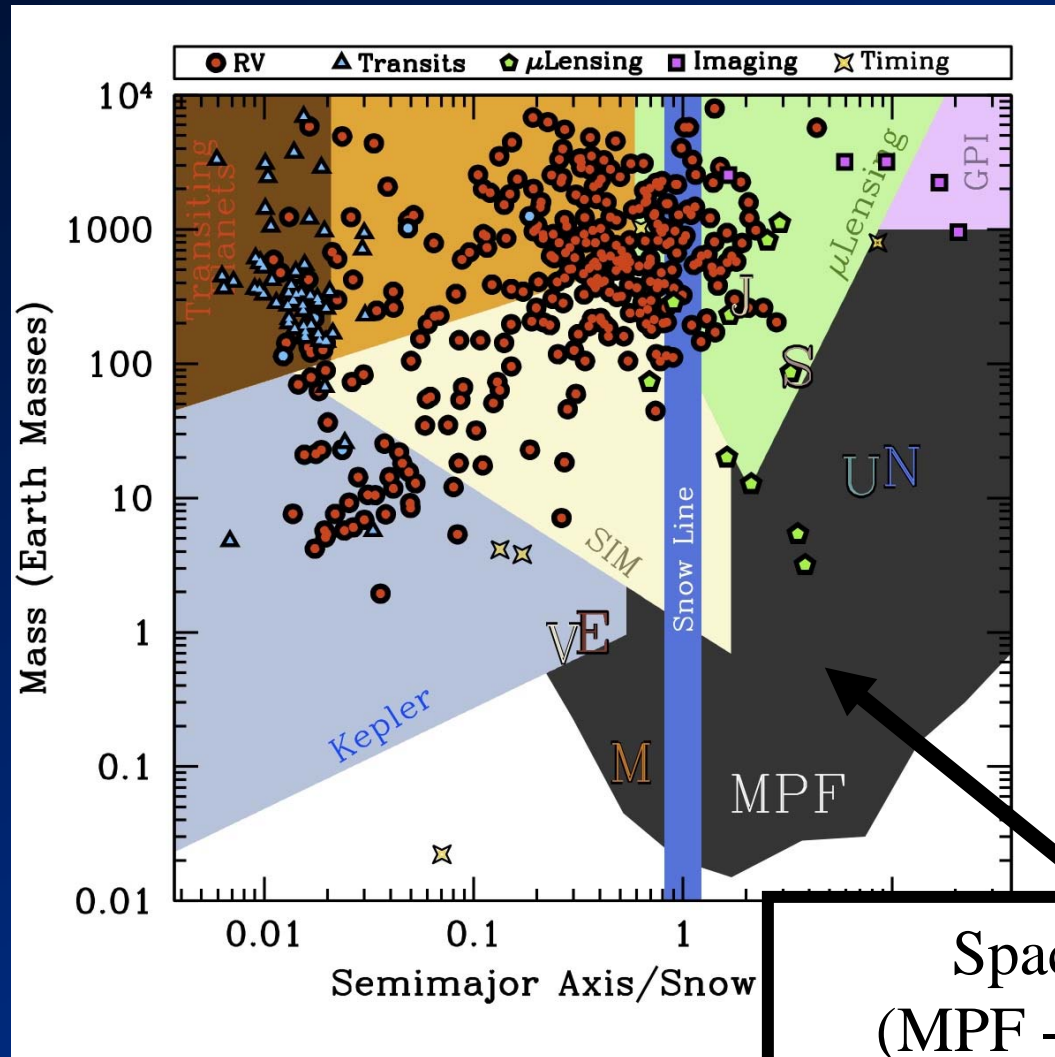 RV Transits μLensing Imaging Timing
10⁴
1000
100
10
1
0.1
0.01
Mass (Earth Masses)
Transiting
Planets
μLensing
GPI
J
S
U N
SIM
Snow Line
V E
Kepler
M
MPF
0.01 0.1 1
Semimajor Axis/Snow
(MPF -